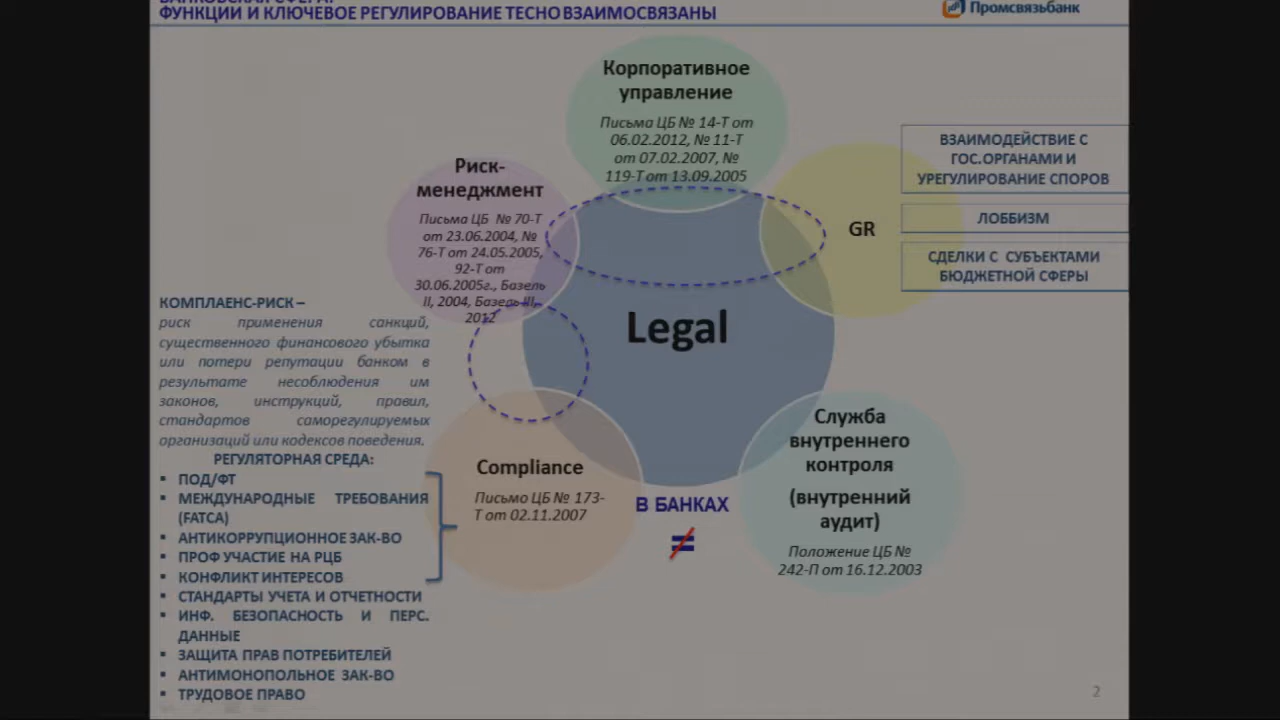 БАНКОВСКАЯ СФЕРА:
ФУНКЦИИ И КЛЮЧЕВОЕ РЕГУЛИРОВАНИЕ ТЕСНО ВЗАИМОСВЯЗАНЫ
Промсвязьбанк
Корпоративное
управление
Письма ЦБ № 14-Т от
06.02.2012, № 11-Т
от 07.02.2007, №
119-Т от 13.09.2005
Риск-
менеджмент
Письма ЦБ № 70-Т
от 23.06.2004, №
76-Т от 24.05.2005,
92-Т от
30.06.2005г., Базель
II, 2004, Базель III,
2012
GR
ВЗАИМОДЕЙСТВИЕ С
ГОС.ОРГАНАМИ И
УРЕГУЛИРОВАНИЕ СПОРОВ
ЛОББИЗМ
СДЕЛКИ С СУБЪЕКТАМИ
БЮДЖЕТНОЙ СФЕРЫ
Legal
КОМПЛАЕНС-РИСК –
риск применения санкций,
существенного финансового убытка
или потери репутации банком в
результате несоблюдения им
законов, инструкций, правил,
стандартов саморегулируемых
организаций или кодексов поведения.
РЕГУЛЯТОРНАЯ СРЕДА:
▪ ПОД/ФТ
▪ МЕЖДУНАРОДНЫЕ ТРЕБОВАНИЯ
(FATCA)
▪ АНТИКОРРУПЦИОННОЕ ЗАК-ВО
▪ ПРОФ УЧАСТИЕ НА РЦБ
▪ КОНФЛИКТ ИНТЕРЕСОВ
▪ СТАНДАРТЫ УЧЕТА И ОТЧЕТНОСТИ
▪ ИНФ. БЕЗОПАСНОСТЬ И ПЕРС.
ДАННЫЕ
▪ ЗАЩИТА ПРАВ ПОТРЕБИТЕЛЕЙ
▪ АНТИМОНОПОЛЬНОЕ ЗАК-ВО
▪ ТРУДОВОЕ ПРАВО
Compliance
Письмо ЦБ № 173-
Т от 02.11.2007
В БАНКАХ
≠
Служба
внутреннего
контроля
(внутренний
аудит)
Положение ЦБ №
242-П от 16.12.2003
2